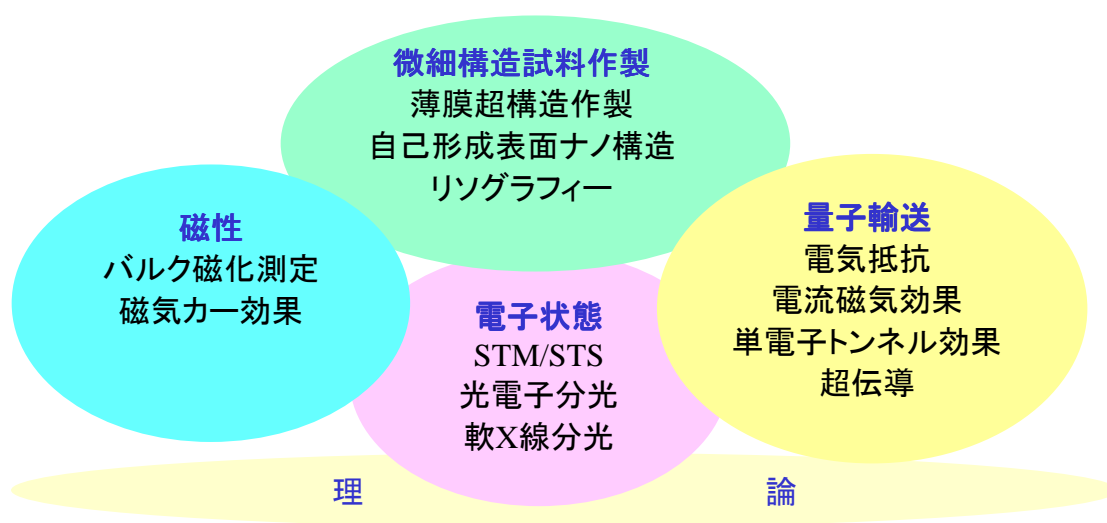 微細構造試料作製
薄膜超構造作製
自己形成表面ナノ構造
リソグラフィー
磁性
バルク磁化測定
磁気カー効果
電子状態
STM/STS
光電子分光
軟X線分光
量子輸送
電気抵抗
電流磁気効果
単電子トンネル効果
超伝導
理 論